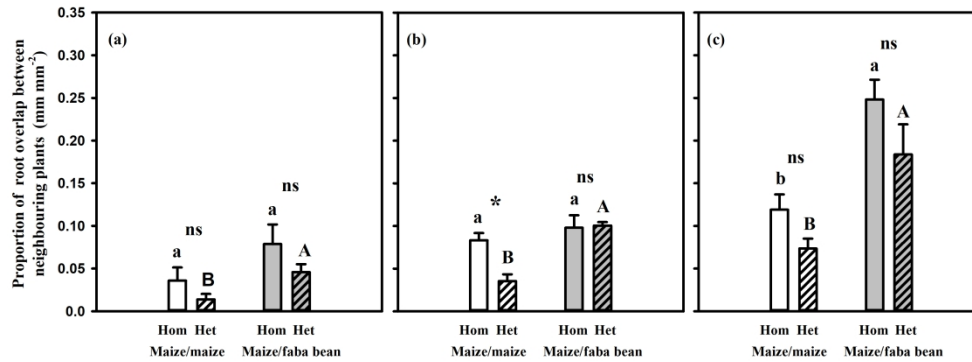 Proportion of root overlap between
neighbouring plants (mm mm⁻²)
0.35
0.30
0.25
0.20
0.15
0.10
0.05
0.0
(a)
ns
a
B
ns
a
A
Hom Het Hom Het
Maize/maize Maize/faba bean
(b)
*
a
B
ns
a
A
Hom Het Hom Het
Maize/maize Maize/faba bean
(c)
ns
b
B
ns
a
A
Hom Het Hom Het
Maize/maize Maize/faba bean